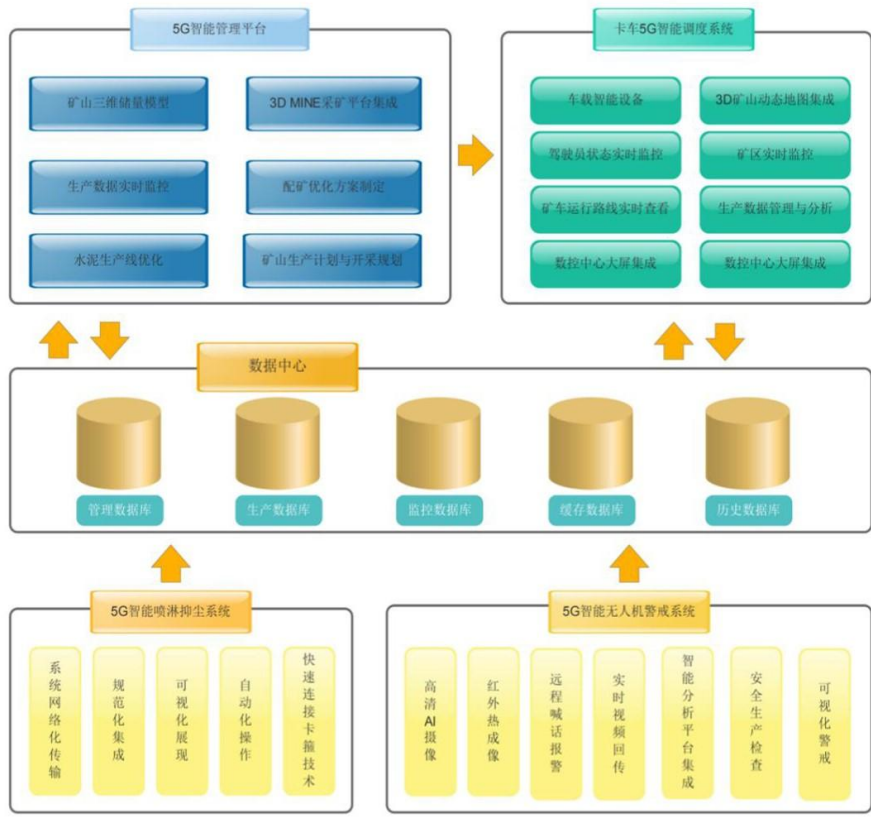 5G智能管理平台
矿山三维储量模型
3D MINE采矿平台集成
生产数据实时监控
配矿优化方案制定
水泥生产线优化
矿山生产计划与开采规划
卡车5G智能调度系统
车载智能设备
3D矿山动态地图集成
驾驶员状态实时监控
矿区实时监控
矿车运行路线实时查看
生产数据管理与分析
数控中心大屏集成
数控中心大屏集成
数据中心
管理数据库
生产数据库
监控数据库
缓存数据库
历史数据库
5G智能喷淋抑尘系统
系统网络化传输
规范化集成
可视化展现
自动化操作
快速连接卡箍技术
5G智能无人机警戒系统
高清AI摄像
红外热成像
远程喊话报警
实时视频回传
智能分析平台集成
安全生产检查
可视化警戒